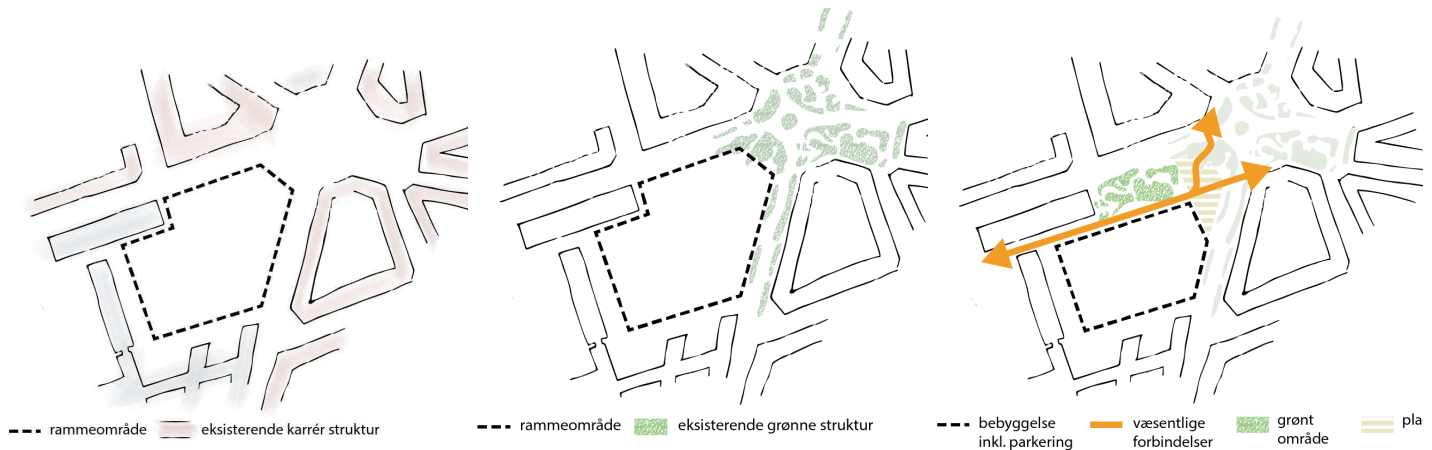 rammeområde
eksisterende karrér struktur
rammeområde
eksisterende grønne struktur
bebyggelse
inkl. parkering
væsentlige
forbindelser
grønt
område
pla